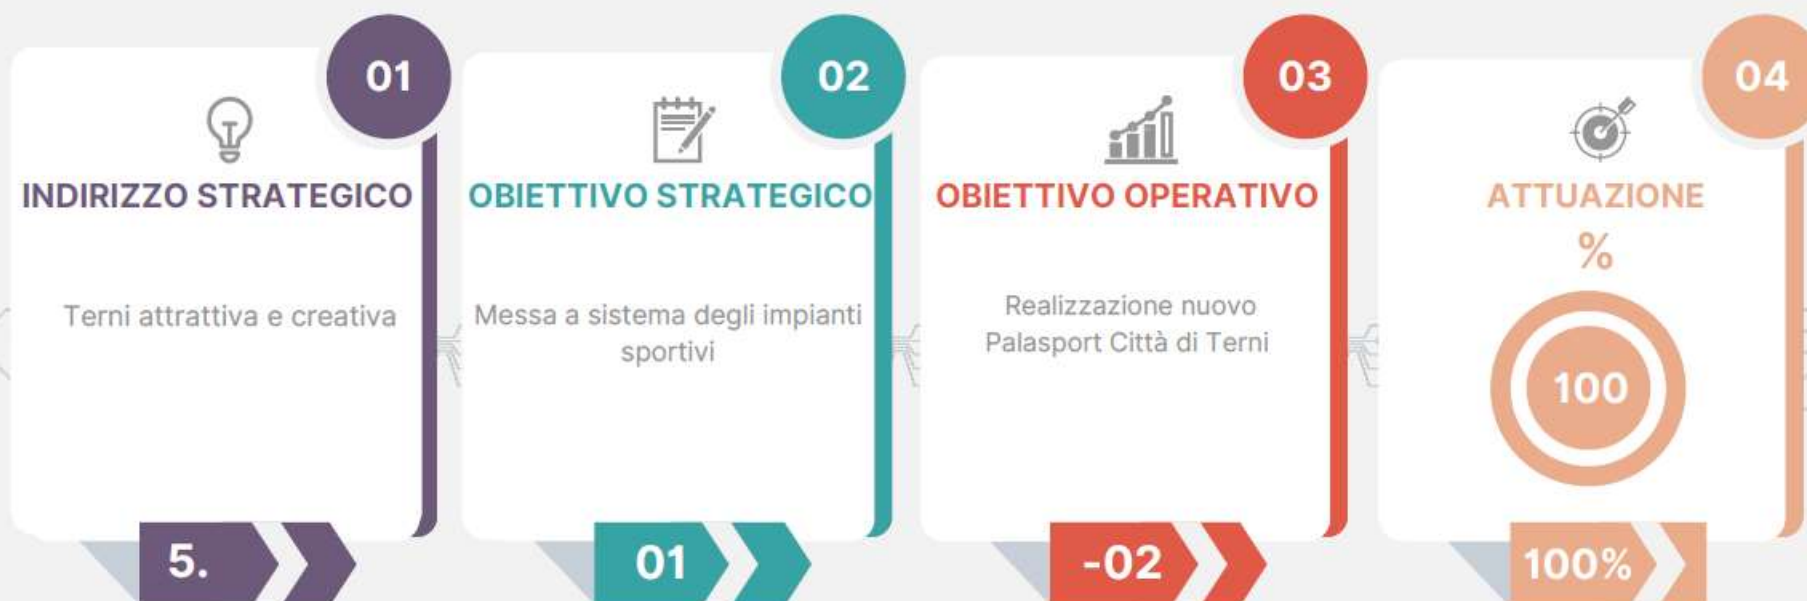 01
INDIRIZZO STRATEGICO
Terni attrattiva e creativa
5.
02
OBIETTIVO STRATEGICO
Messa a sistema degli impianti
sportivi
01
03
OBIETTIVO OPERATIVO
Realizzazione nuovo
Palasport Città di Terni
-02
04
ATTUAZIONE
%
100
100%